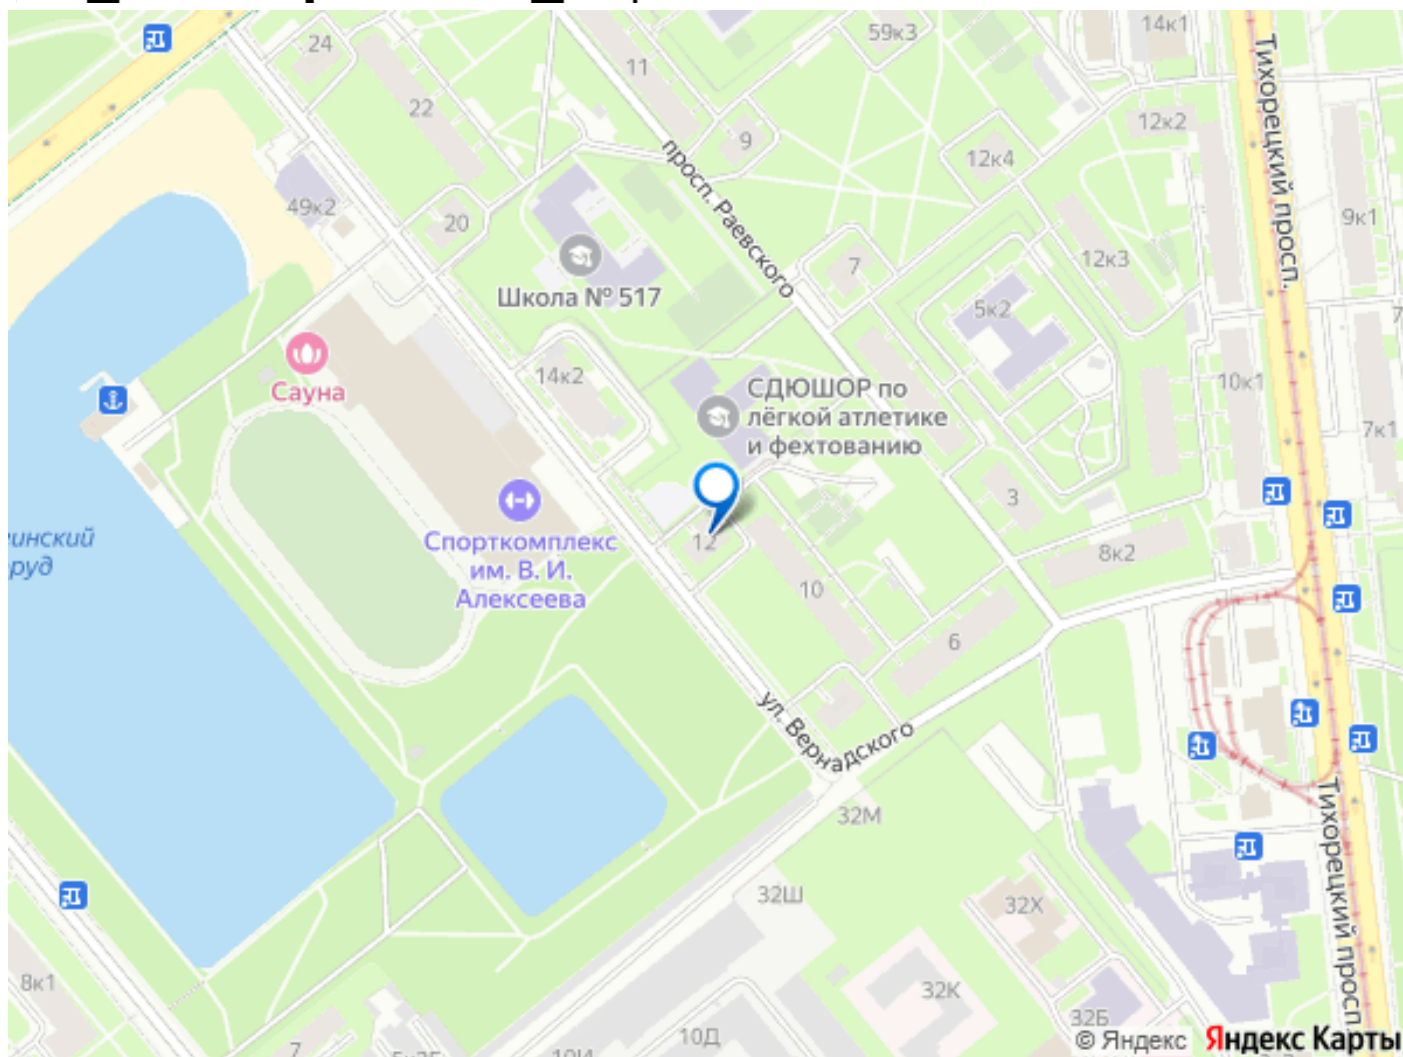 24
59к3
14к1
11
22
9
12к2
Тихорецкий просп.
12к4
просп. Раевского
49к2
20
9к1
12к3
7
Школа № 517
5к2
7
Сауна
14к2
10к1
СДЮШОР по
лёгкой атлетике
и фехтованию
7к1
3
Спорткомплекс
им. В. И.
Алексеева
12
8к2
10
6
ул. Вернадского
32М
Тихорецкий просп
32Ш
32Х
8к1
32К
32Б
10Д
7
© Яндекс
Яндекс Карты